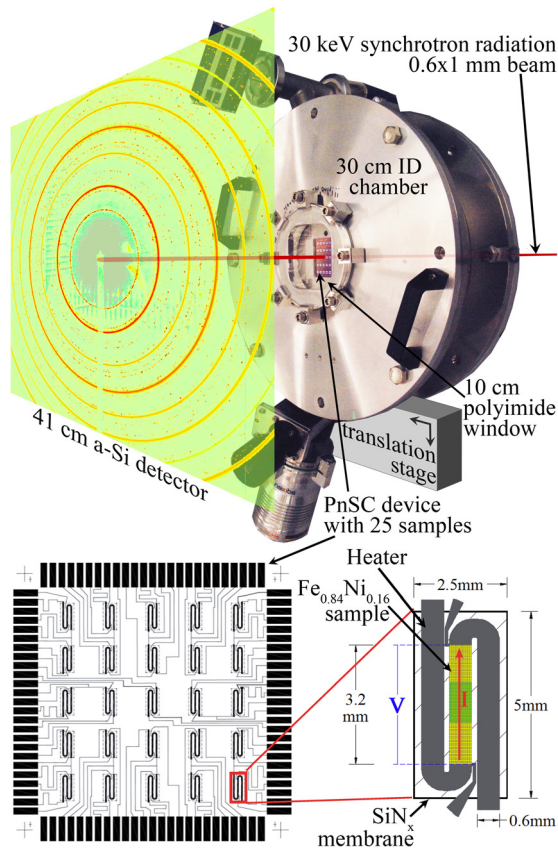 30 keV synchrotron radiation
0.6x1 mm beam
30 cm ID
chamber
10 cm
polyimide
window
translation
stage
41 cm a-Si detector
PnSC device
with 25 samples
Heater
Fe0.84Ni0.16
sample
2.5mm
3.2
mm
V
I
5mm
0.6mm
SiNx
membrane